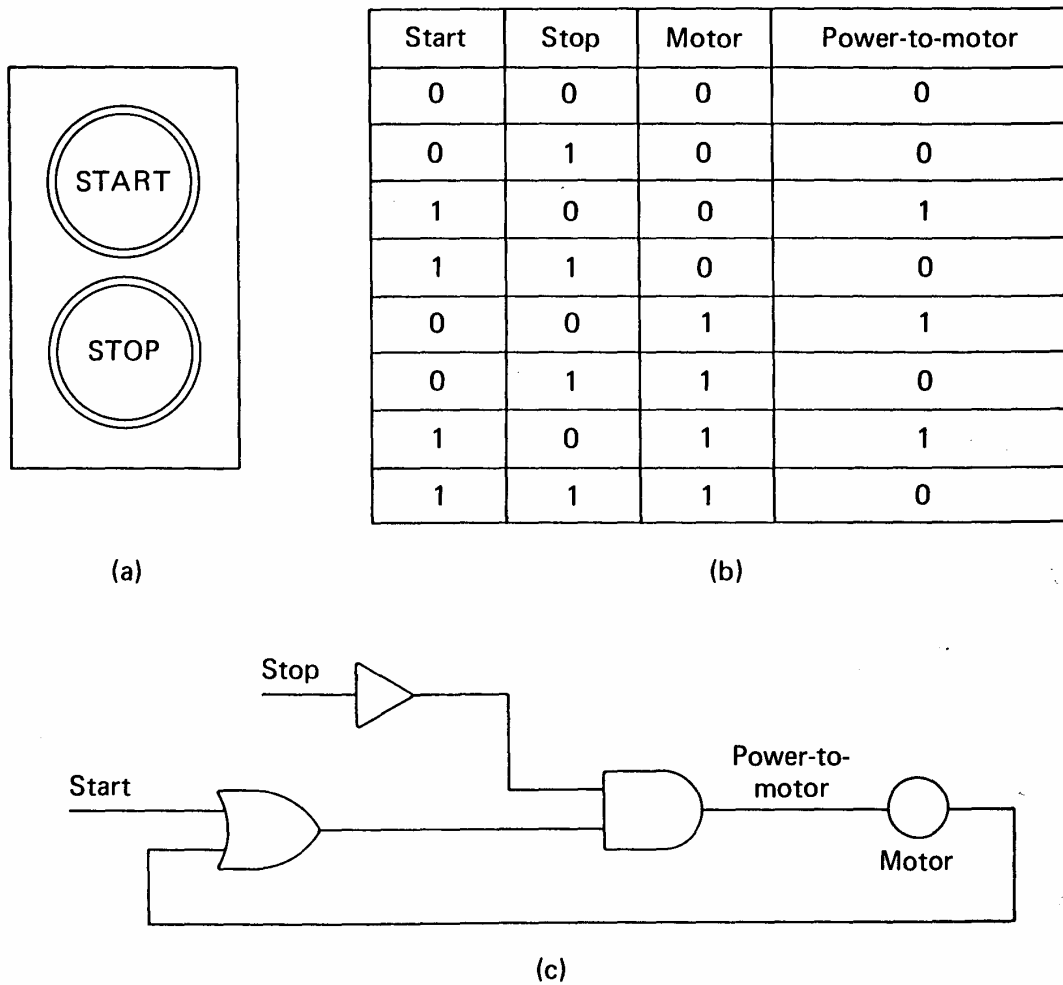 START
STOP
(a)
Start Stop Motor Power-to-motor
0 0 0 0
0 1 0 0
1 0 0 1
1 1 0 0
0 0 1 1
0 1 1 0
1 0 1 1
1 1 1 0
(b)
Stop
Start
Power-to-
motor
Motor
(c)